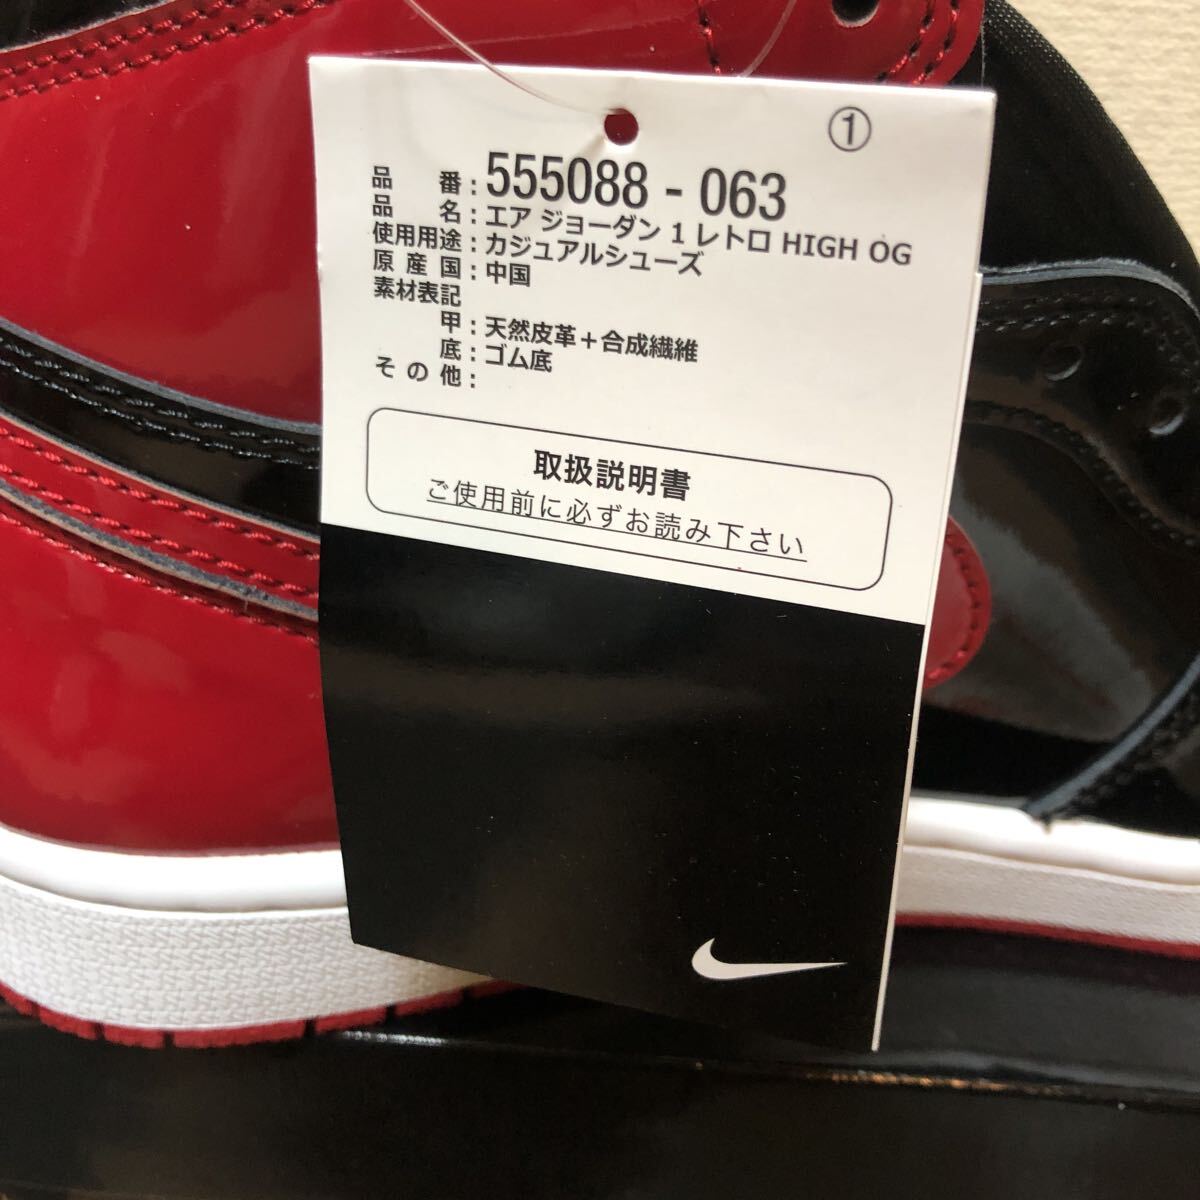 ①
品番:555088-063
品名:エア ジョーダン 1 レトロ HIGH OG
使用用途:カジュアルシューズ
原産国:中国
素材表記
甲:天然皮革+合成繊維
底:ゴム底
その他:
取扱説明書
ご使用前に必ずお読み下さい